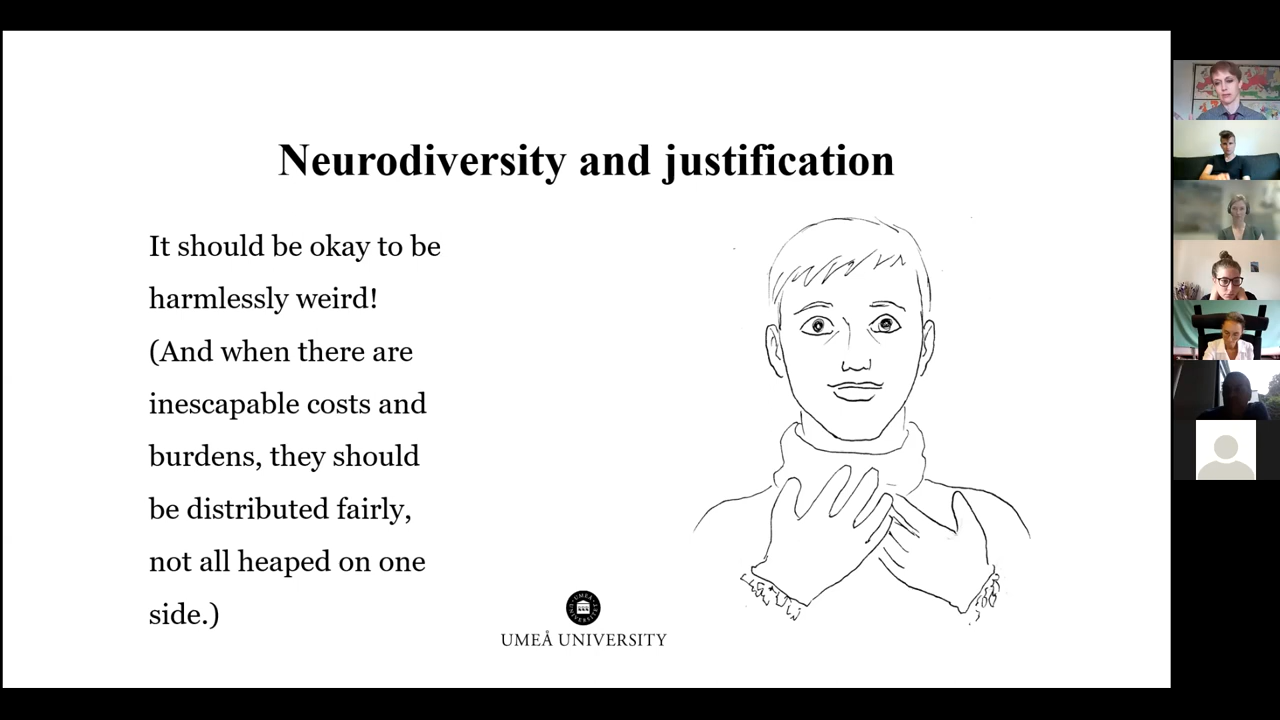 Neurodiversity and justification
It should be okay to be
harmlessly weird!
(And when there are
inescapable costs and
burdens, they should
be distributed fairly,
not all heaped on one
side.)
UMEÅ UNIVERSITY